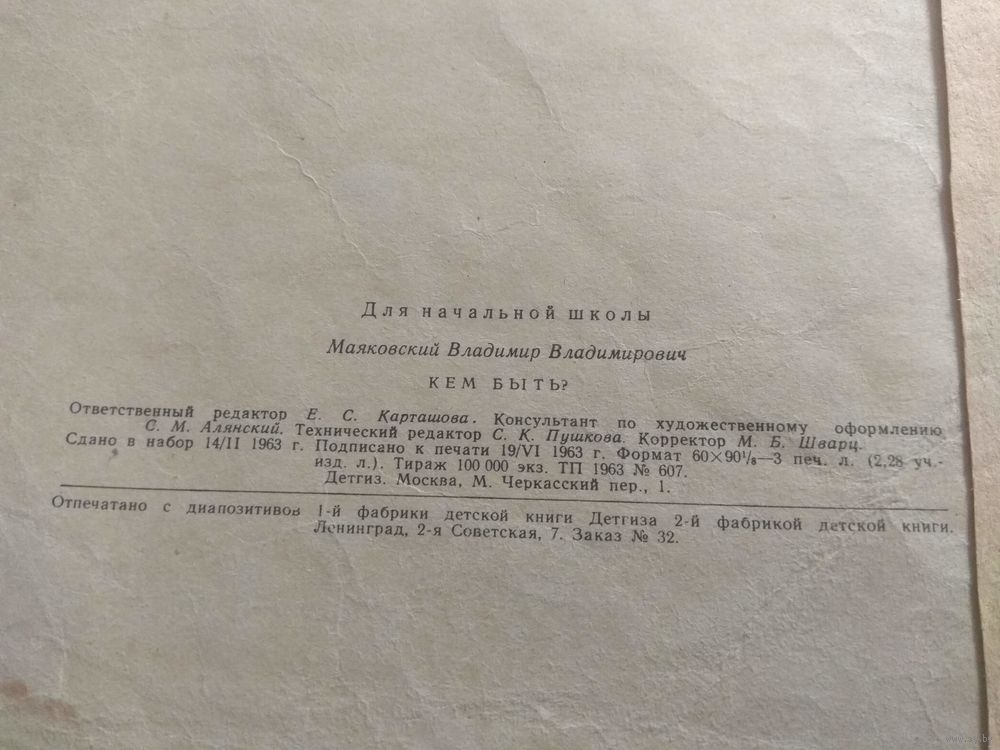 Для начальной школы
Маяковский Владимир Владимирович
КЕМ БЫТЬ?
Ответственный редактор Е. С. Карташова. Консультант по художественному оформлению
С. М. Алянский. Технический редактор С. К. Пушкова. Корректор М. Б. Шварц.
Сдано в набор 14/II 1963 г. Подписано к печати 19/VI 1963 г. Формат 60×90¹/₈—3 печ. л. (2,28 уч.-
изд. л.). Тираж 100 000 экз. ТП 1963 № 607.
Детгиз. Москва, М. Черкасский пер., 1.
Отпечатано с диапозитивов 1-й фабрики детской книги Детгиза 2-й фабрикой детской книги.
Ленинград, 2-я Советская, 7. Заказ № 32.